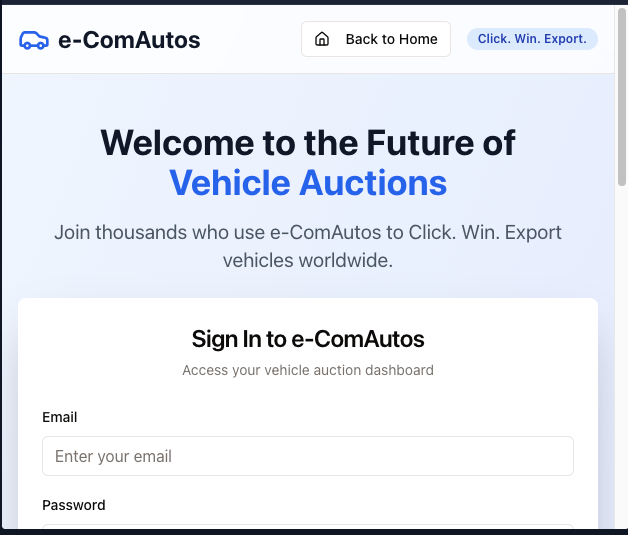 e-ComAutos
Back to Home
Click. Win. Export.
Welcome to the Future of
Vehicle Auctions
Join thousands who use e-ComAutos to Click. Win. Export
vehicles worldwide.
Sign In to e-ComAutos
Access your vehicle auction dashboard
Email
Enter your email
Password